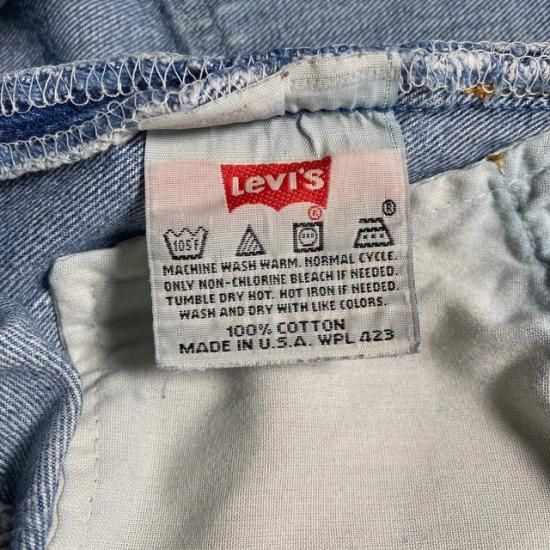 Levi's
®
®
105F
MACHINE WASH WARM. NORMAL CYCLE.
ONLY NON-CHLORINE BLEACH IF NEEDED.
TUMBLE DRY HOT. HOT IRON IF NEEDED.
WASH AND DRY WITH LIKE COLORS.
100% COTTON
MADE IN U.S.A. WPL 423